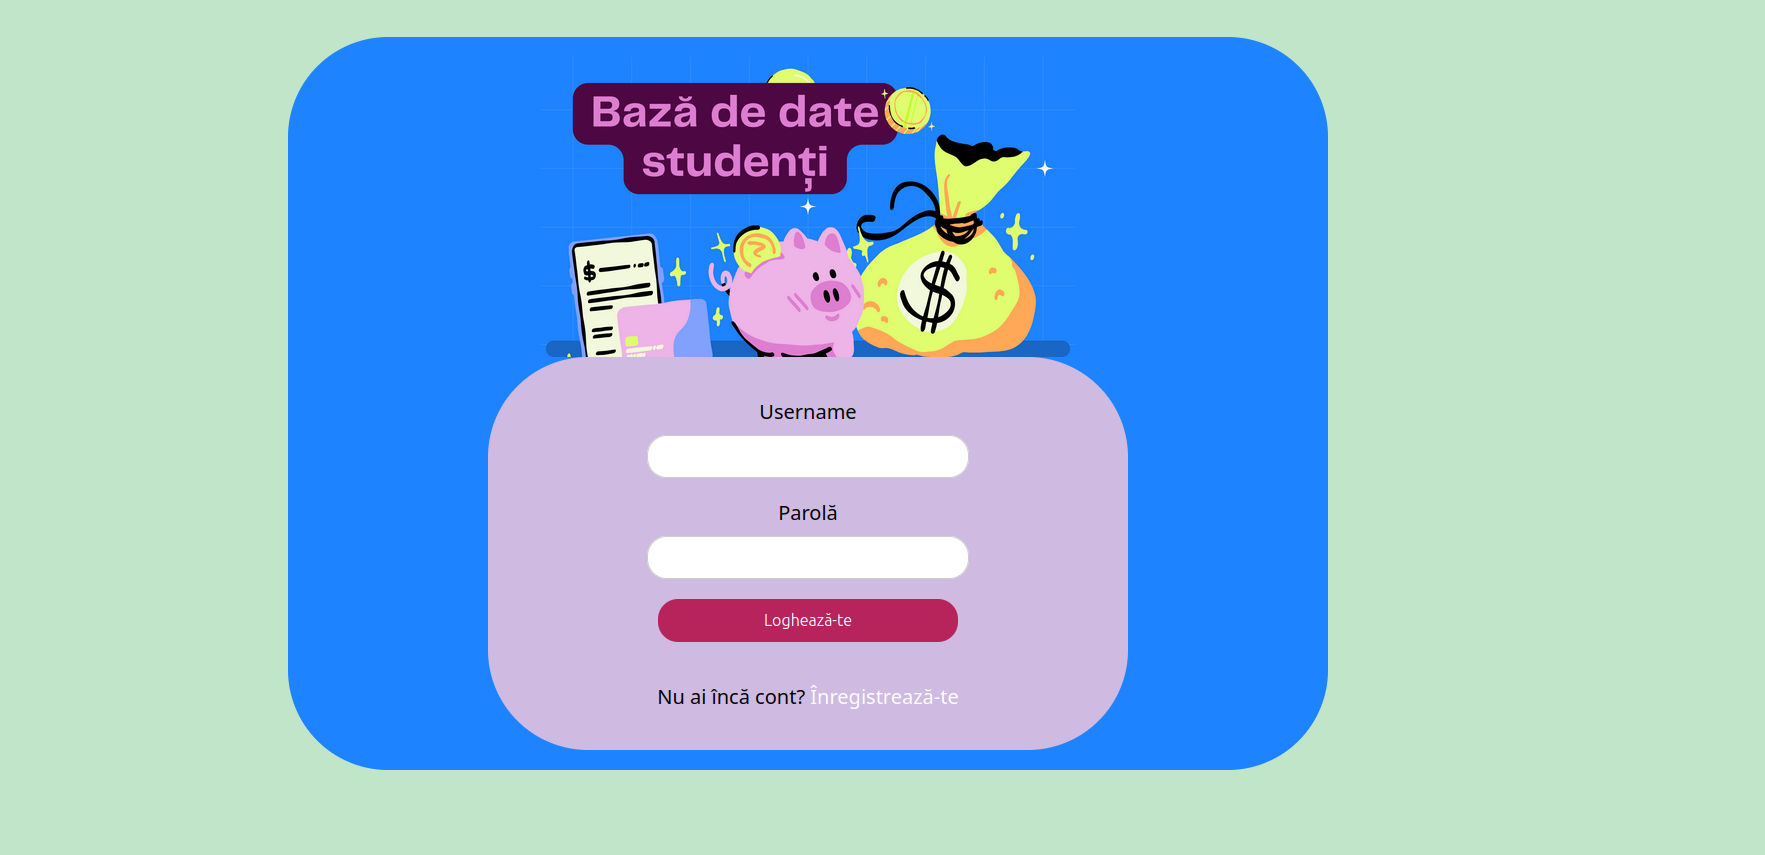 Bază de date
studenți
$
$
Username
Parolă
Loghează-te
Nu ai încă cont? Înregistrează-te